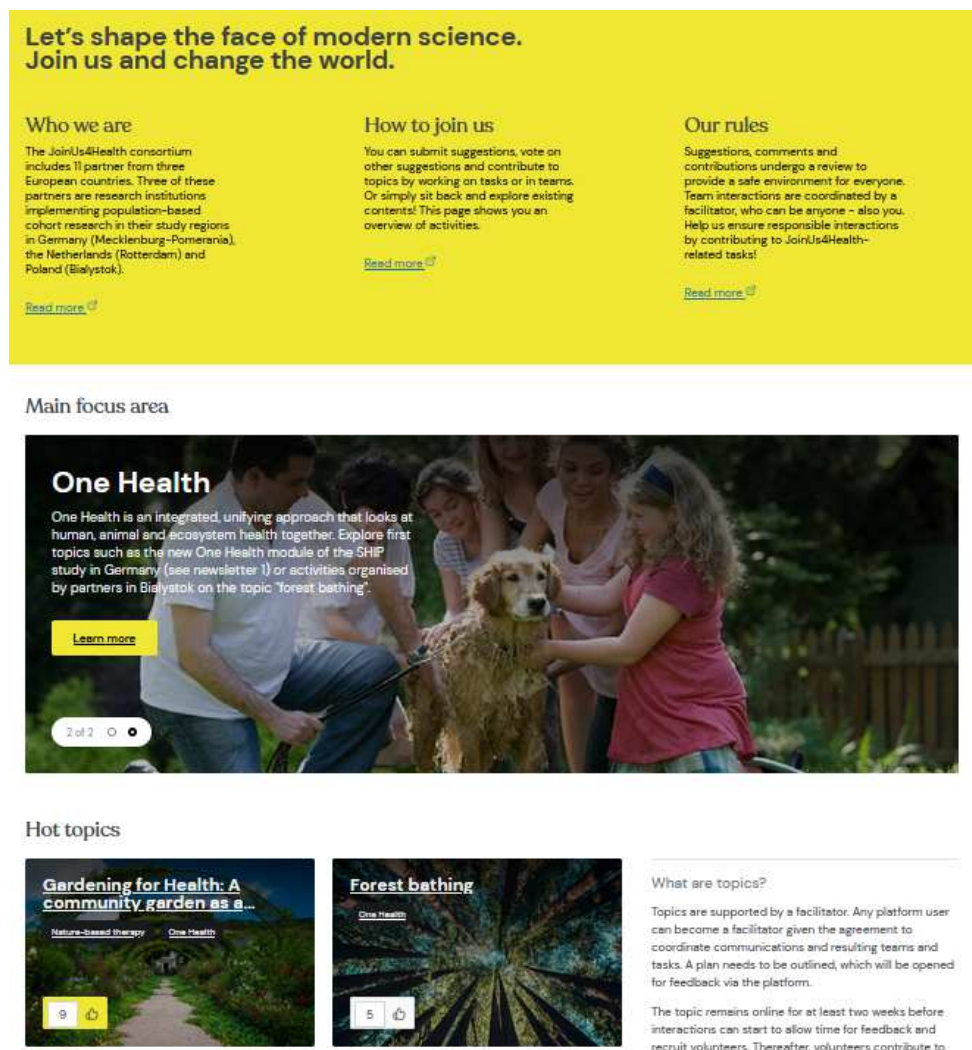 Let's shape the face of modern science.
Join us and change the world.
Who we are
The JoinUs4Health consortium
includes 11 partner from three
European countries. Three of these
partners are research institutions
implementing population-based
cohort research in their study regions
in Germany (Mecklenburg-Pomerania),
the Netherlands (Rotterdam) and
Poland (Bialystok).
Read more
How to join us
You can submit suggestions, vote on
other suggestions and contribute to
topics by working on tasks or in teams.
Or simply sit back and explore existing
contents! This page shows you an
overview of activities.
Read more
Our rules
Suggestions, comments and
contributions undergo a review to
provide a safe environment for everyone.
Team interactions are coordinated by a
facilitator, who can be anyone - also you.
Help us ensure responsible interactions
by contributing to JoinUs4Health-
related tasks!
Read more
Main focus area
One Health
One Health is an integrated, unifying approach that looks at
human, animal and ecosystem health together. Explore first
topics such as the new One Health module of the SHIP
study in Germany (see newsletter 1) or activities organised
by partners in Bialystok on the topic "forest bathing".
Learn more
2 of 2
Hot topics
Gardening for Health: A
community garden as a...
Nature-based therapy One Health
9
Forest bathing
One Health
5
What are topics?
Topics are supported by a facilitator. Any platform user
can become a facilitator given the agreement to
coordinate communications and resulting teams and
tasks. A plan needs to be outlined, which will be opened
for feedback via the platform.
The topic remains online for at least two weeks before
interactions can start to allow time for feedback and
recruit volunteers. Thereafter, volunteers contribute to